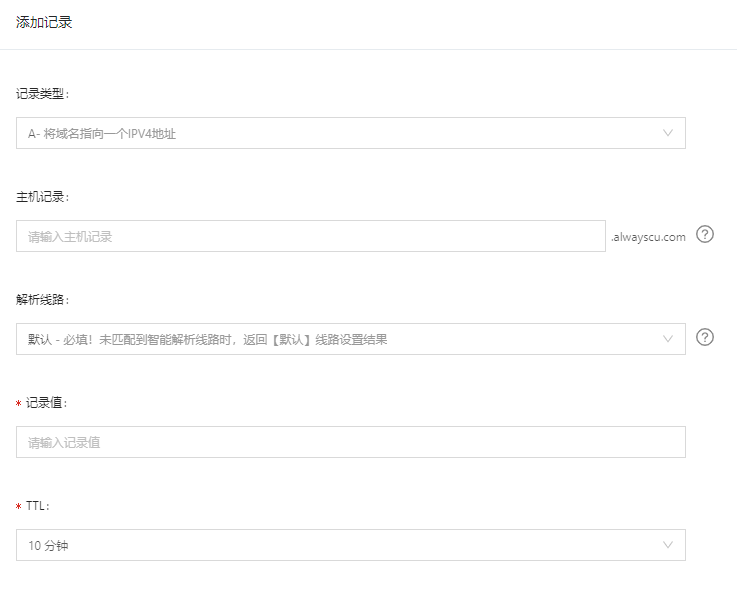 添加记录
记录类型：
A- 将域名指向一个IPV4地址
主机记录：
请输入主机记录 .alwayscu.com ?
解析线路：
默认 - 必填！未匹配到智能解析线路时，返回【默认】线路设置结果 ?
* 记录值：
请输入记录值
* TTL：
10 分钟